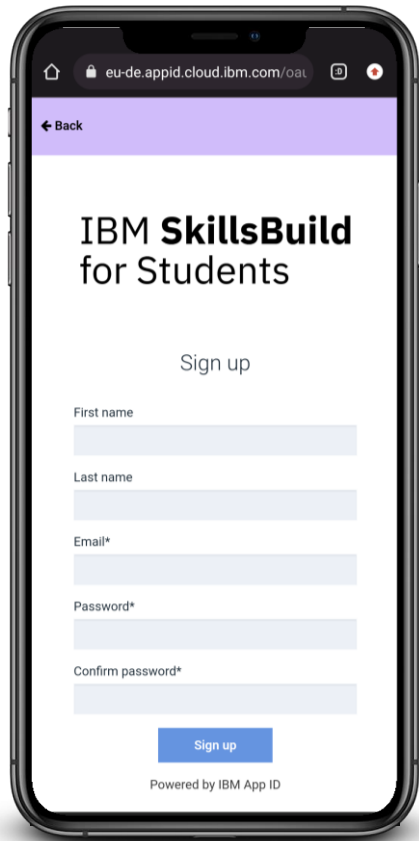 eu-de.appid.cloud.ibm.com/oau
:D
Back
IBM SkillsBuild
for Students
Sign up
First name
Last name
Email*
Password*
Confirm password*
Sign up
Powered by IBM App ID